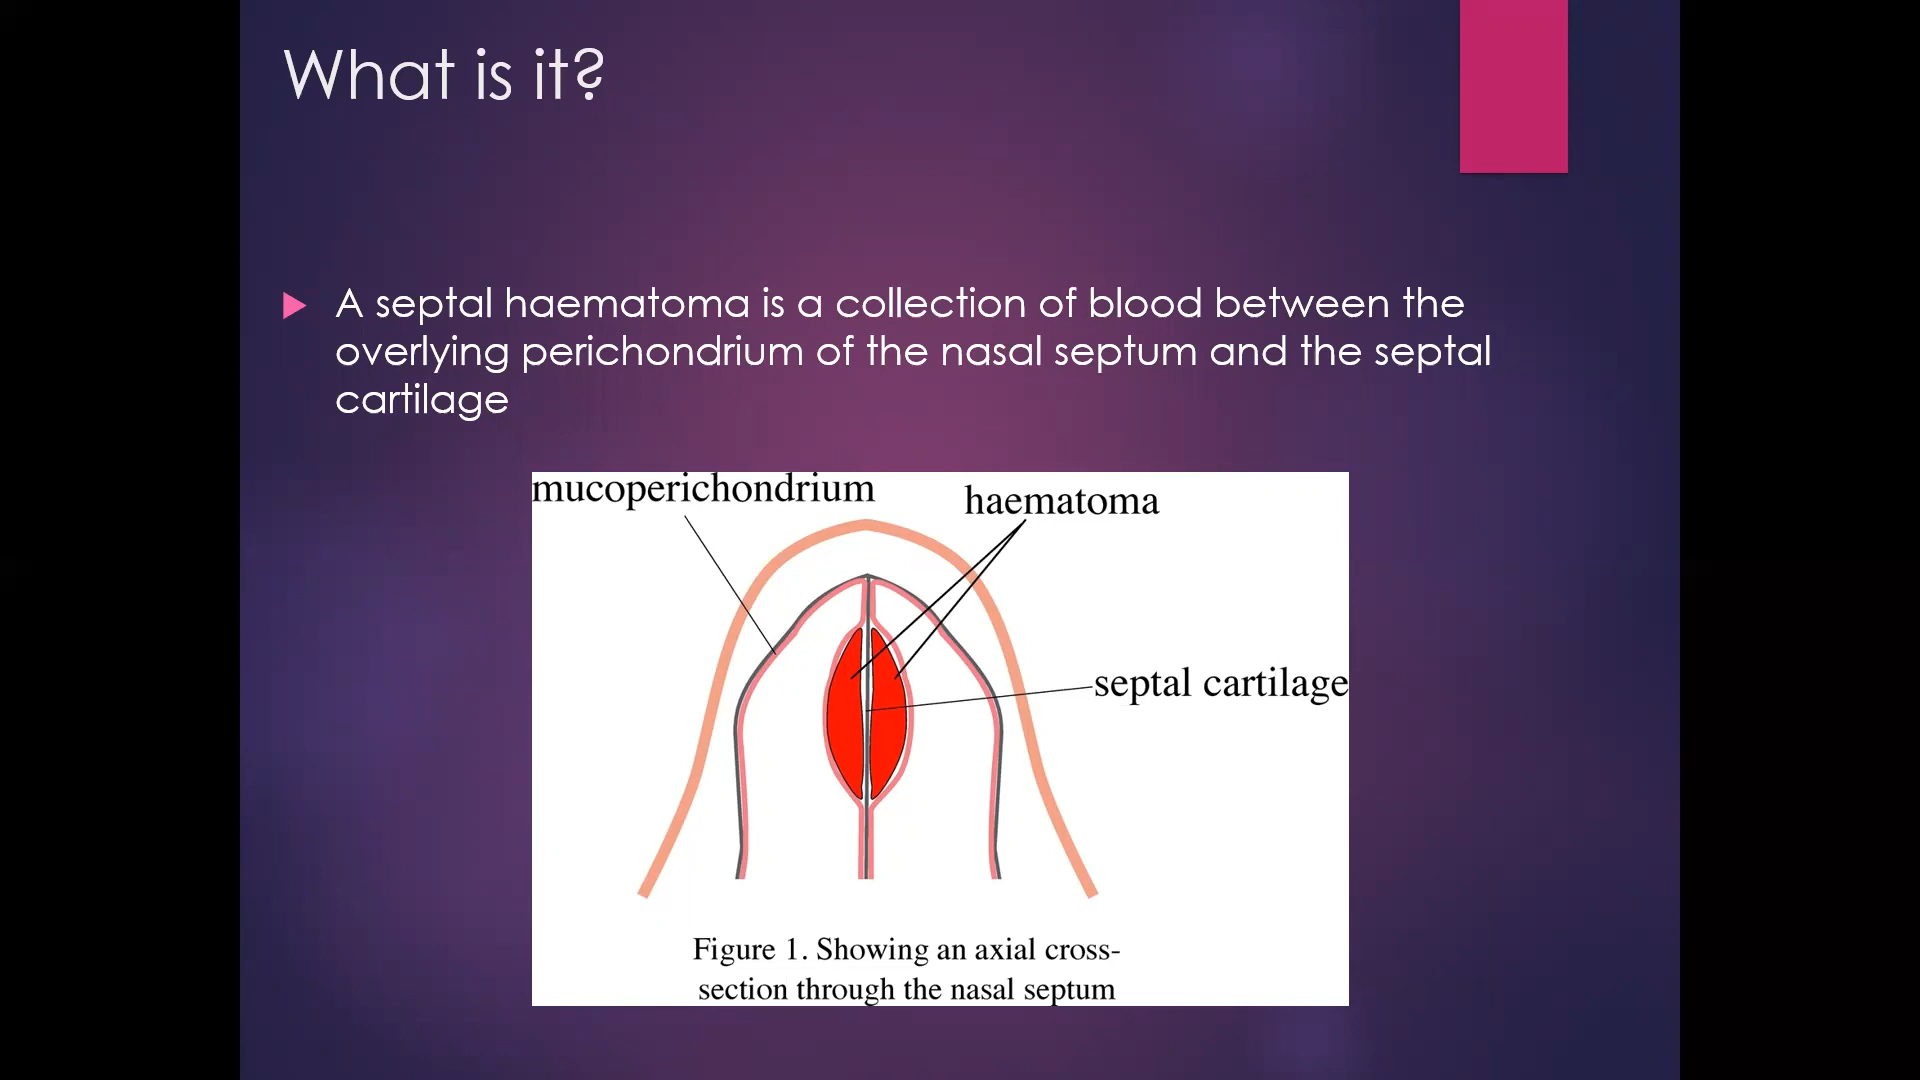 What is it?
A septal haematoma is a collection of blood between the
overlying perichondrium of the nasal septum and the septal
cartilage
mucoperichondrium
haematoma
septal cartilage
Figure 1. Showing an axial cross-
section through the nasal septum